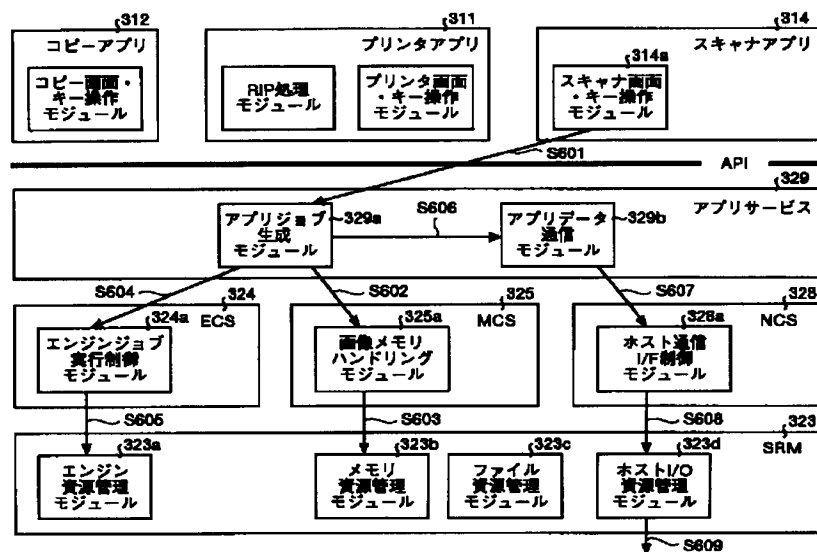 312
コピーアプリ
コピー画面・
キー操作
モジュール
311
プリンタアプリ
RIP処理
モジュール
プリンタ画面
・キー操作
モジュール
314
スキャナアプリ
314a
スキャナ画面
・キー操作
モジュール
S601
API
329
アプリサービス
アプリジョブ
生成
モジュール
329a
S606
アプリデータ
通信
モジュール
329b
S604
S602
S607
324
ECS
324a
エンジンジョブ
実行制御
モジュール
325
MCS
325a
画像メモリ
ハンドリング
モジュール
328
NCS
328a
ホスト通信
I/F制御
モジュール
S605
S603
S608
323
SRM
323a
エンジン
資源管理
モジュール
323b
メモリ
資源管理
モジュール
323c
ファイル
資源管理
モジュール
323d
ホストI/O
資源管理
モジュール
S609